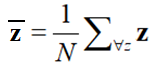 z̄ = 1/N ∑∀z z